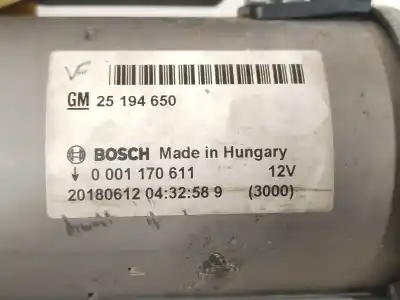 VF
GM 25 194 650
BOSCH Made in Hungary
0 001 170 611 12V
20180612 04:32:58 9 (3000)